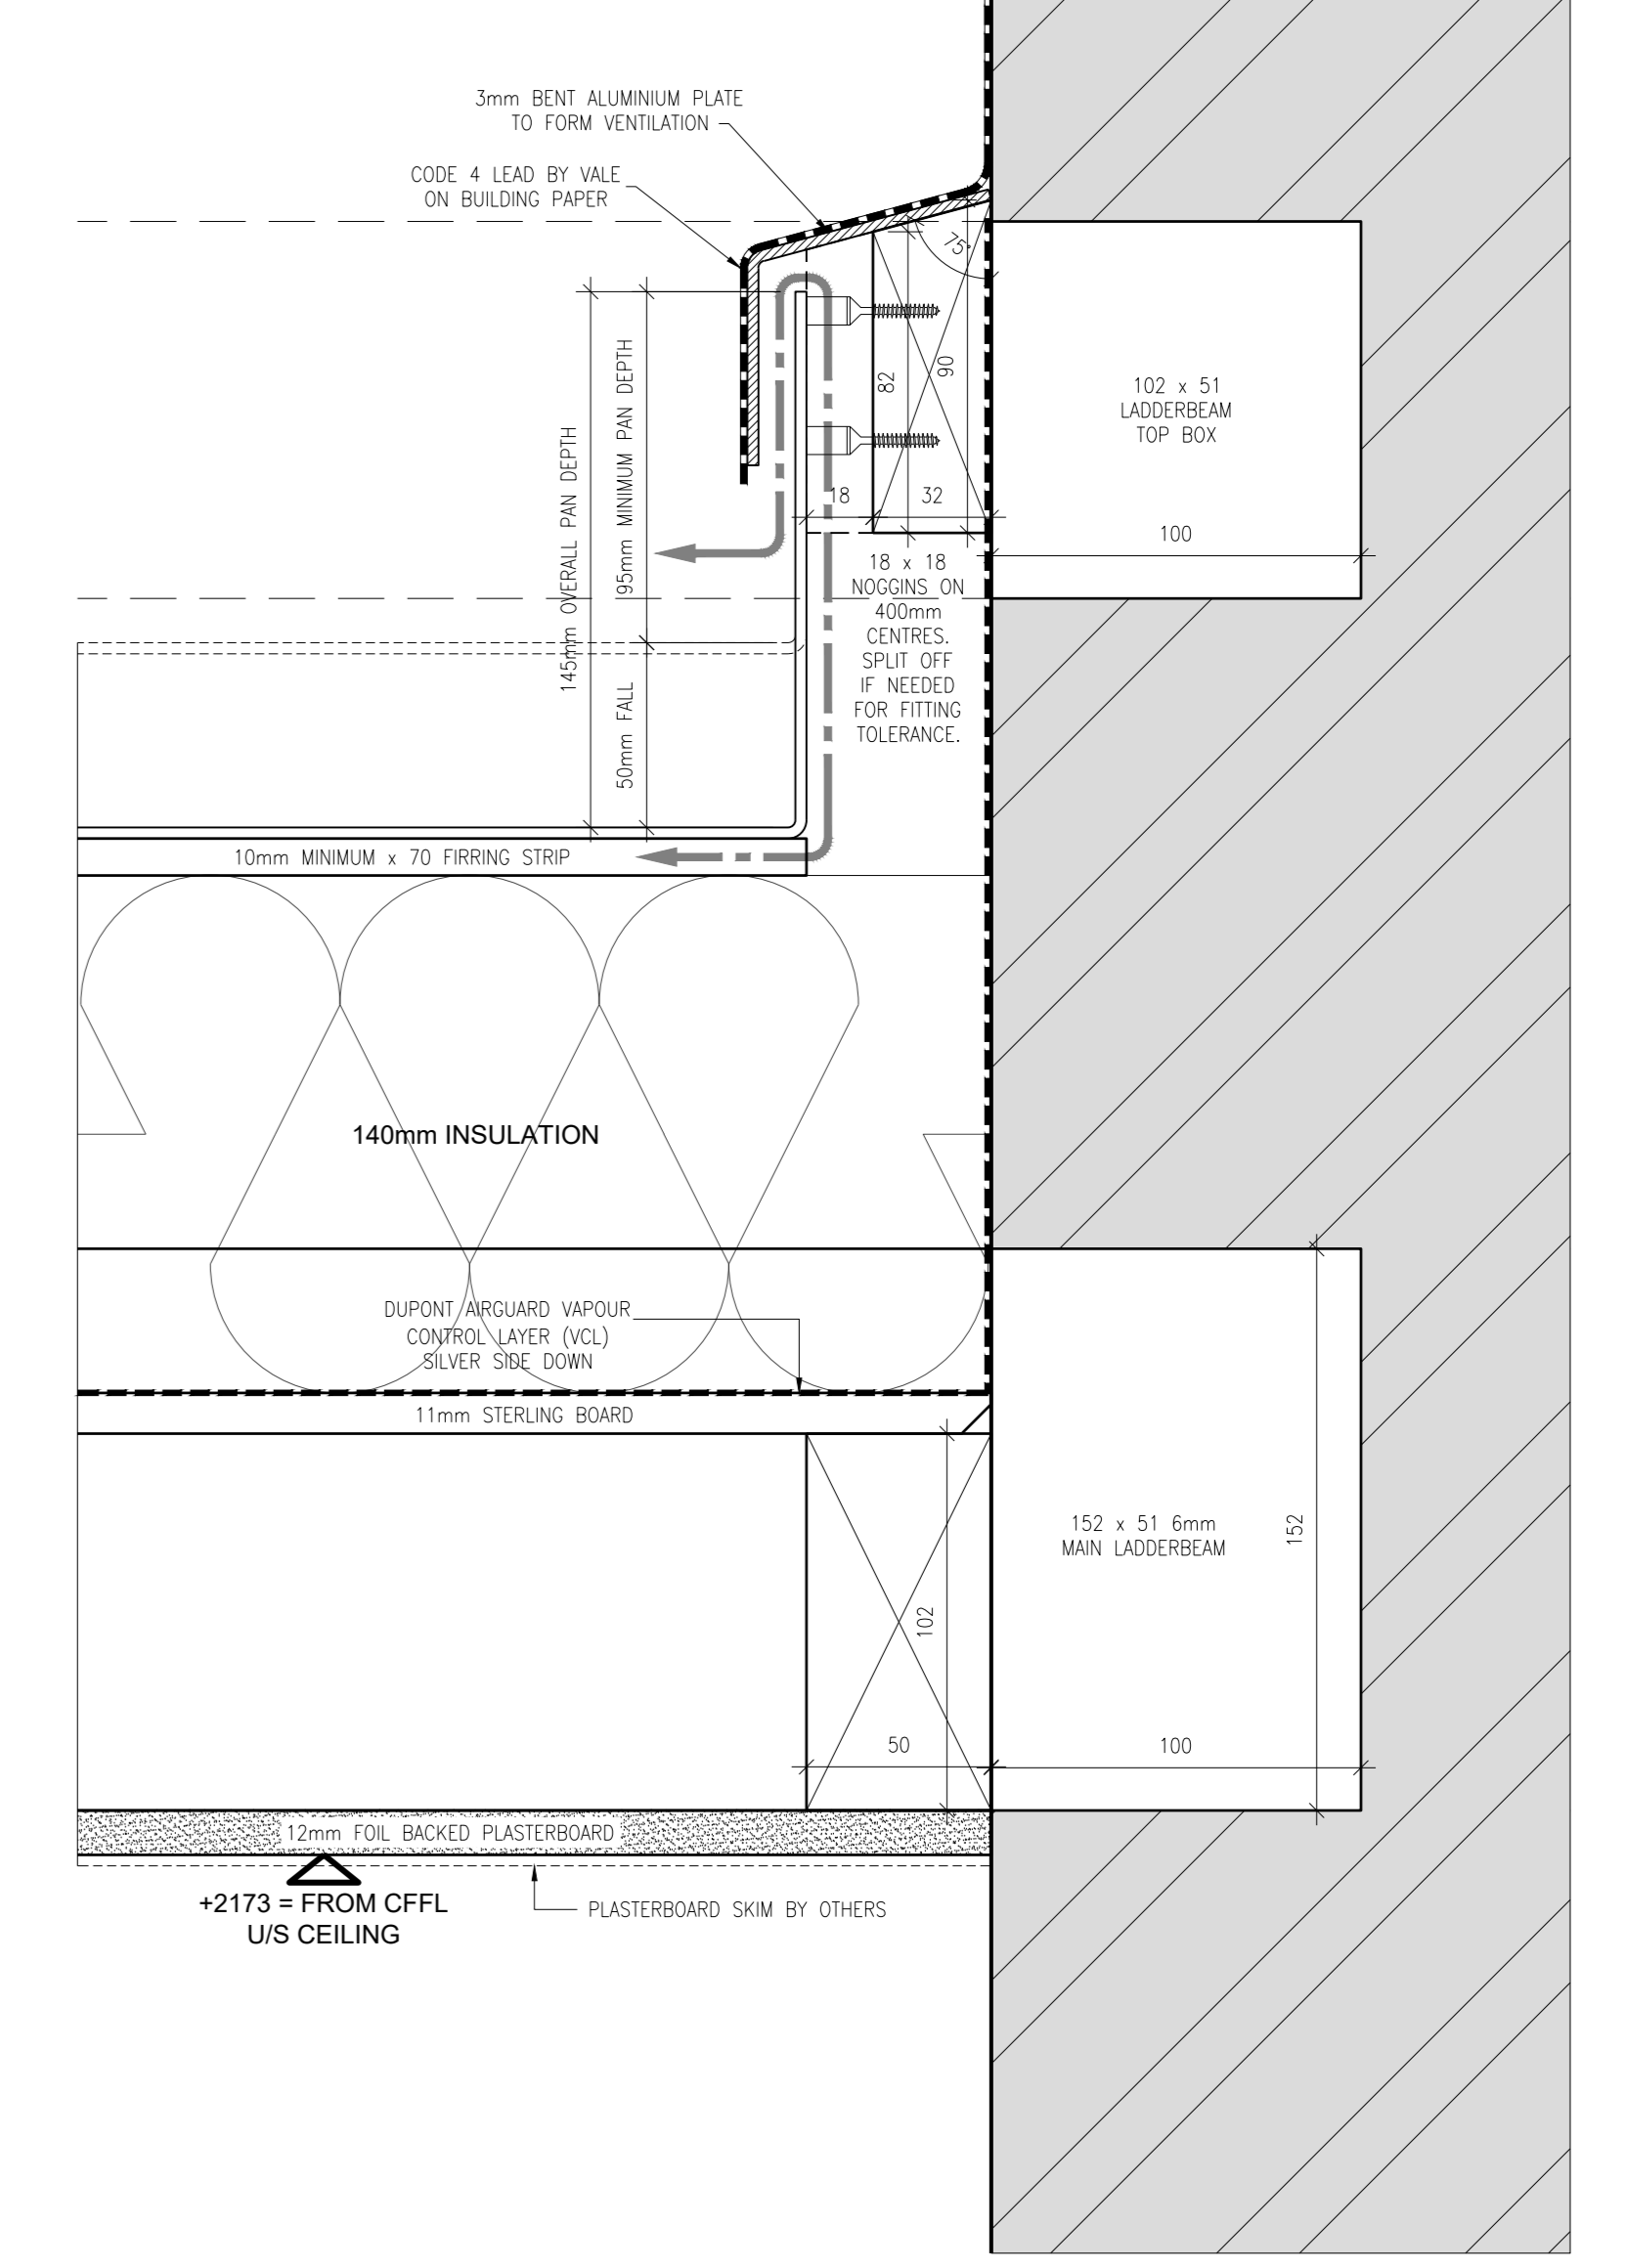 3mm BENT ALUMINIUM PLATE
TO FORM VENTILATION
CODE 4 LEAD BY VALE
ON BUILDING PAPER
75°
145mm OVERALL PAN DEPTH
95mm MINIMUM PAN DEPTH
50mm FALL
82
90
18
32
102 x 51
LADDERBEAM
TOP BOX
100
18 x 18
NOGGINS ON
400mm
CENTRES.
SPLIT OFF
IF NEEDED
FOR FITTING
TOLERANCE.
10mm MINIMUM x 70 FIRRING STRIP
140mm INSULATION
DUPONT AIRGUARD VAPOUR
CONTROL LAYER (VCL)
SILVER SIDE DOWN
11mm STERLING BOARD
152 x 51 6mm
MAIN LADDERBEAM
152
102
50
100
12mm FOIL BACKED PLASTERBOARD
+2173 = FROM CFFL
U/S CEILING
PLASTERBOARD SKIM BY OTHERS